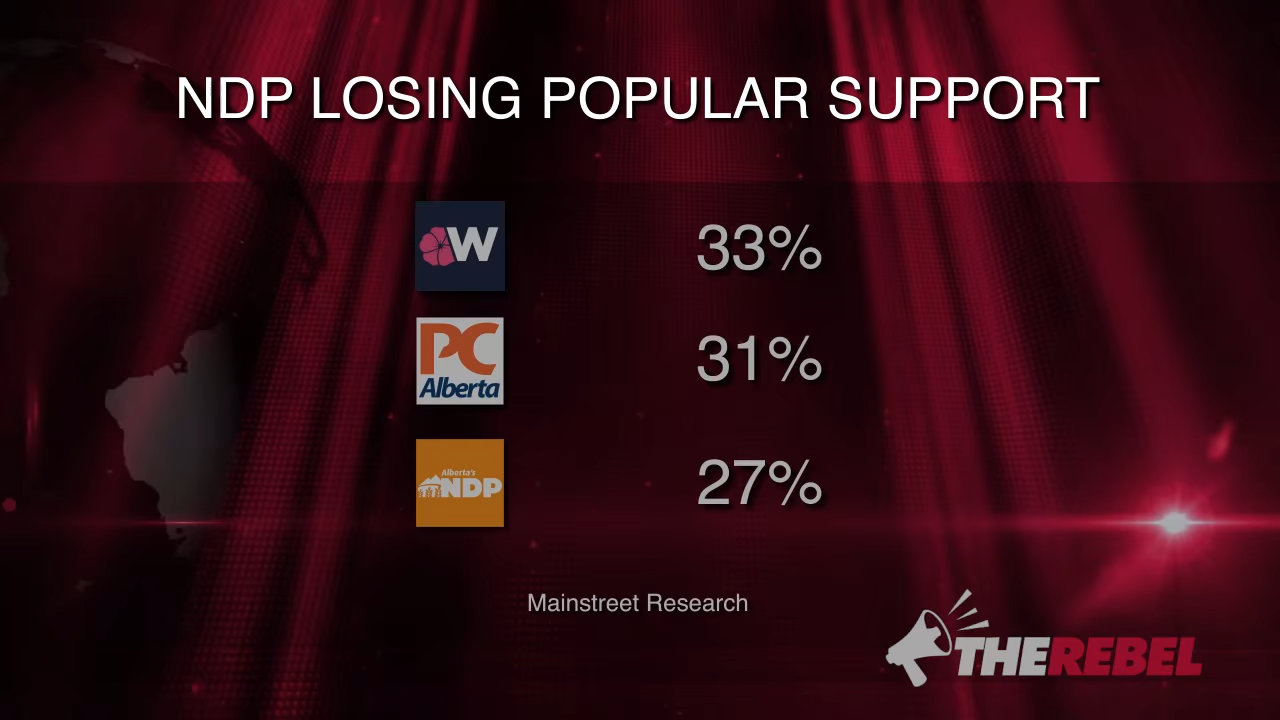 NDP LOSING POPULAR SUPPORT
W 33%
PC
Alberta 31%
Alberta's
NDP 27%
Mainstreet Research
THEREBEL